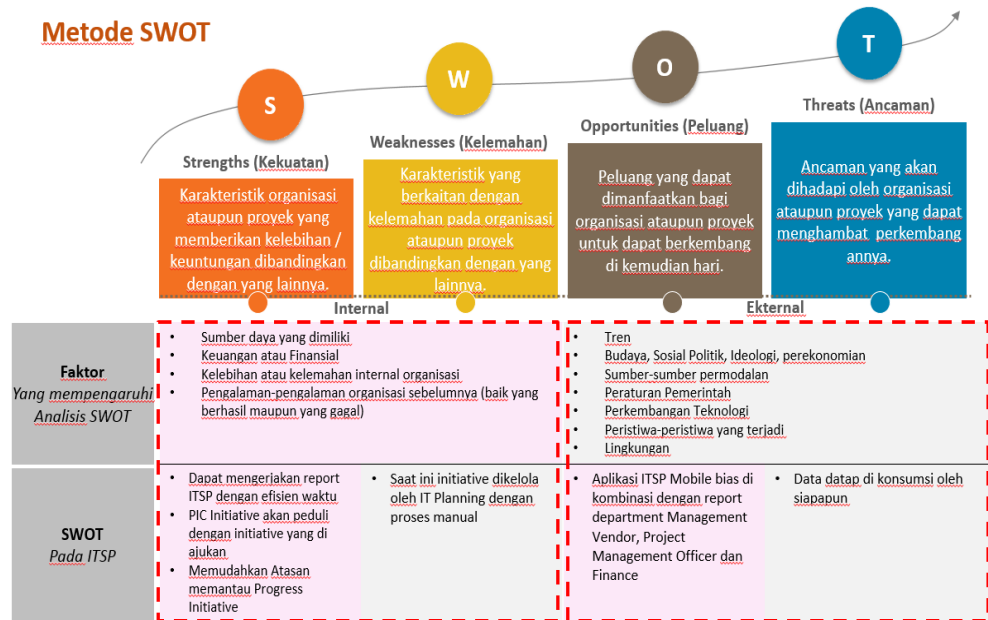 Metode SWOT
S
W
O
T
Strengths (Kekuatan)
Weaknesses (Kelemahan)
Opportunities (Peluang)
Threats (Ancaman)
Karakteristik organisasi
ataupun proyek yang
memberikan kelebihan /
keuntungan dibandingkan
dengan yang lainnya.
Karakteristik yang
berkaitan dengan
kelemahan pada organisasi
ataupun proyek
dibandingkan dengan yang
lainnya.
Peluang yang dapat
dimanfaatkan bagi
organisasi ataupun proyek
untuk dapat berkembang
di kemudian hari.
Ancaman yang akan
dihadapi oleh organisasi
ataupun proyek yang dapat
menghambat perkembang
annya.
Internal
Ekternal
Faktor
Yang mempengaruhi
Analisis SWOT
• Sumber daya yang dimiliki
• Keuangan atau Finansial
• Kelebihan atau kelemahan internal organisasi
• Pengalaman-pengalaman organisasi sebelumnya (baik yang
berhasil maupun yang gagal)
• Tren
• Budaya, Sosial Politik, Ideologi, perekonomian
• Sumber-sumber permodalan
• Peraturan Pemerintah
• Perkembangan Teknologi
• Peristiwa-peristiwa yang terjadi
• Lingkungan
SWOT
Pada ITSP
• Dapat mengerjakan report
ITSP dengan efisien waktu
• PIC Initiative akan peduli
dengan initiative yang di
ajukan
• Memudahkan Atasan
memantau Progress
Initiative
• Saat ini initiative dikelola
oleh IT Planning dengan
proses manual
• Aplikasi ITSP Mobile bias di
kombinasi dengan report
department Management
Vendor, Project
Management Officer dan
Finance
• Data datap di konsumsi oleh
siapapun